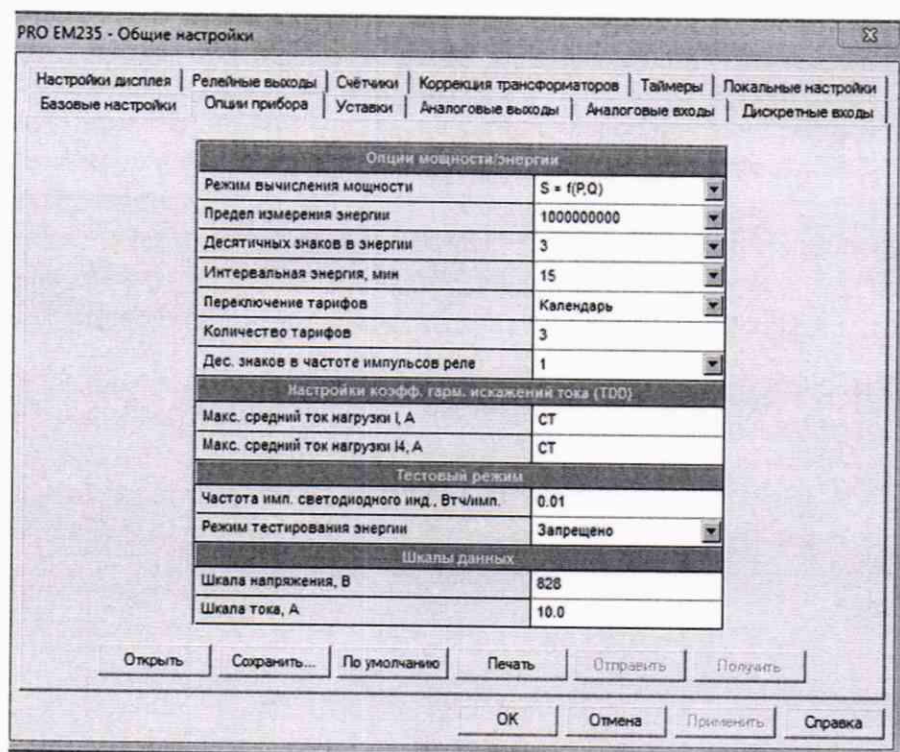 PRO EM235 - Общие настройки
Настройки дисплея Релейные выходы Счётчики Коррекция трансформаторов Таймеры Локальные настройки
Базовые настройки Опции прибора Уставки Аналоговые выходы Аналоговые входы Дискретные входы
Опции мощности/энергии
Режим вычисления мощности S = f(P,Q)
Предел измерения энергии 1000000000
Десятичных знаков в энергии 3
Интервальная энергия, мин 15
Переключение тарифов Календарь
Количество тарифов 3
Дес. знаков в частоте импульсов реле 1
Настройки коэфф. гарм. искажений тока (TDD)
Макс. средний ток нагрузки I, A CT
Макс. средний ток нагрузки I4, A CT
Тестовый режим
Частота имп. светодиодного инд., Втч/имп. 0.01
Режим тестирования энергии Запрещено
Шкалы данных
Шкала напряжения, В 828
Шкала тока, А 10.0
Открыть Сохранить... По умолчанию Печать Отправить Получить
OK Отмена Применить Справка